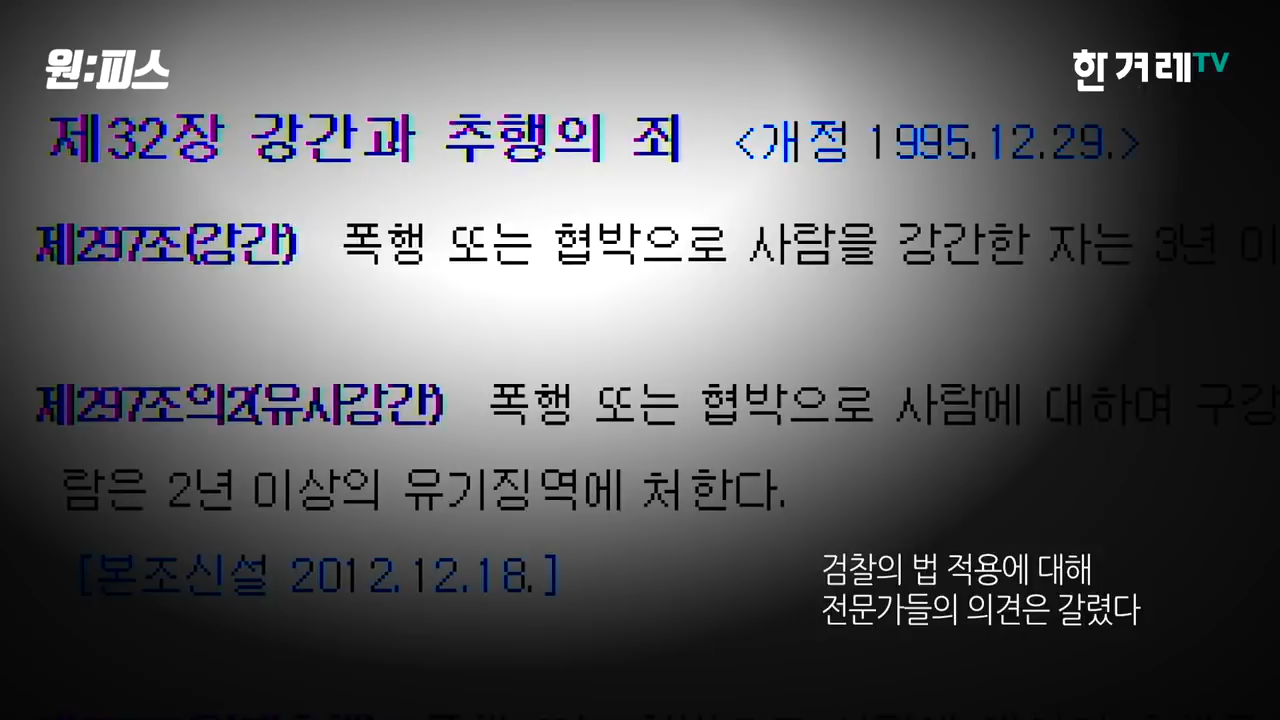 원:피스
한겨레TV
제32장 강간과 추행의 죄 <개정 1995.12.29.>
제297조(강간) 폭행 또는 협박으로 사람을 강간한 자는 3년 이
제297조의2(유사강간) 폭행 또는 협박으로 사람에 대하여 구강
람은 2년 이상의 유기징역에 처한다.
[본조신설 2012.12.18.]
검찰의 법 적용에 대해
전문가들의 의견은 갈렸다